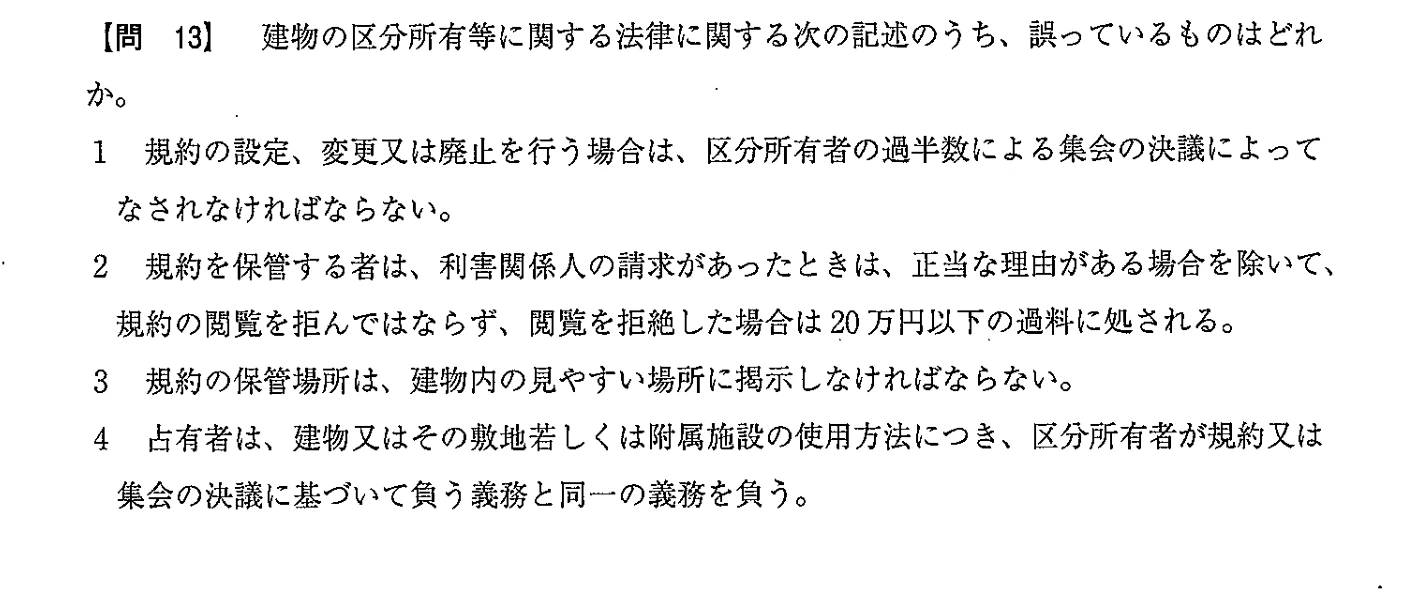 【問 13】 建物の区分所有等に関する法律に関する次の記述のうち、誤っているものはどれ
か。
1 規約の設定、変更又は廃止を行う場合は、区分所有者の過半数による集会の決議によって
なされなければならない。
2 規約を保管する者は、利害関係人の請求があったときは、正当な理由がある場合を除いて、
規約の閲覧を拒んではならず、閲覧を拒絶した場合は20万円以下の過料に処される。
3 規約の保管場所は、建物内の見やすい場所に掲示しなければならない。
4 占有者は、建物又はその敷地若しくは附属施設の使用方法につき、区分所有者が規約又は
集会の決議に基づいて負う義務と同一の義務を負う。